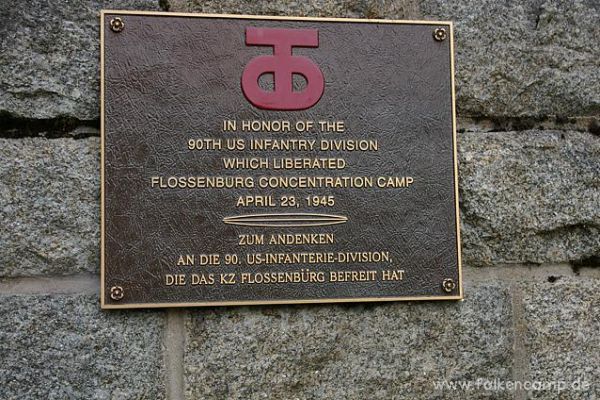 IN HONOR OF THE
90TH US INFANTRY DIVISION
WHICH LIBERATED
FLOSSENBURG CONCENTRATION CAMP
APRIL 23, 1945
ZUM ANDENKEN
AN DIE 90. US-INFANTERIE-DIVISION,
DIE DAS KZ FLOSSENBÜRG BEFREIT HAT
www.falkencamp.de